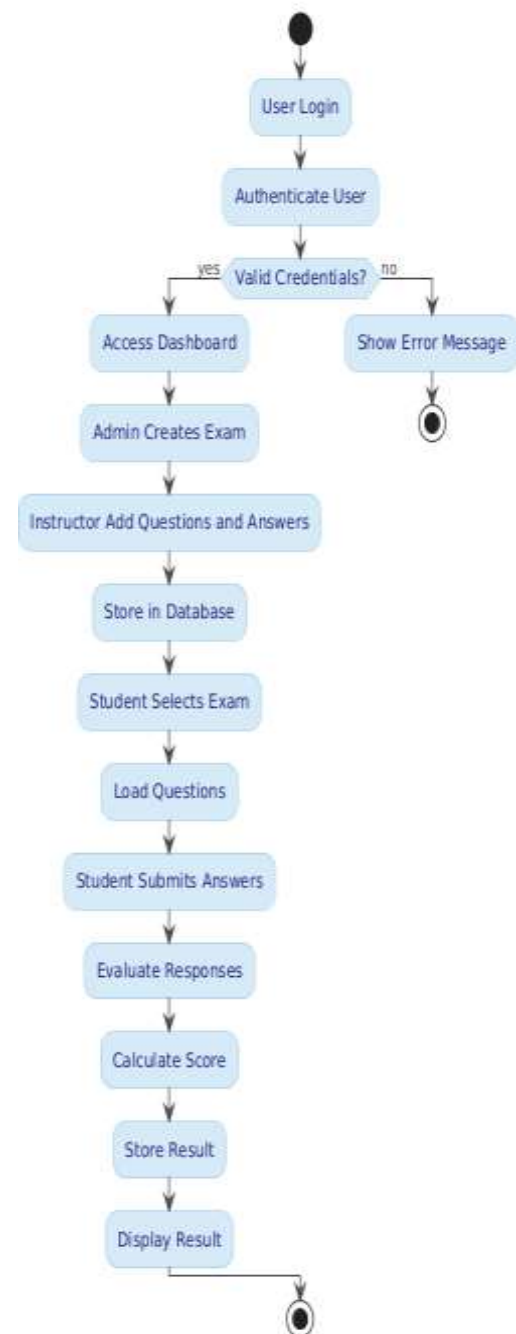 User Login
Authenticate User
yes
Valid Credentials?
no
Access Dashboard
Show Error Message
Admin Creates Exam
Instructor Add Questions and Answers
Store in Database
Student Selects Exam
Load Questions
Student Submits Answers
Evaluate Responses
Calculate Score
Store Result
Display Result